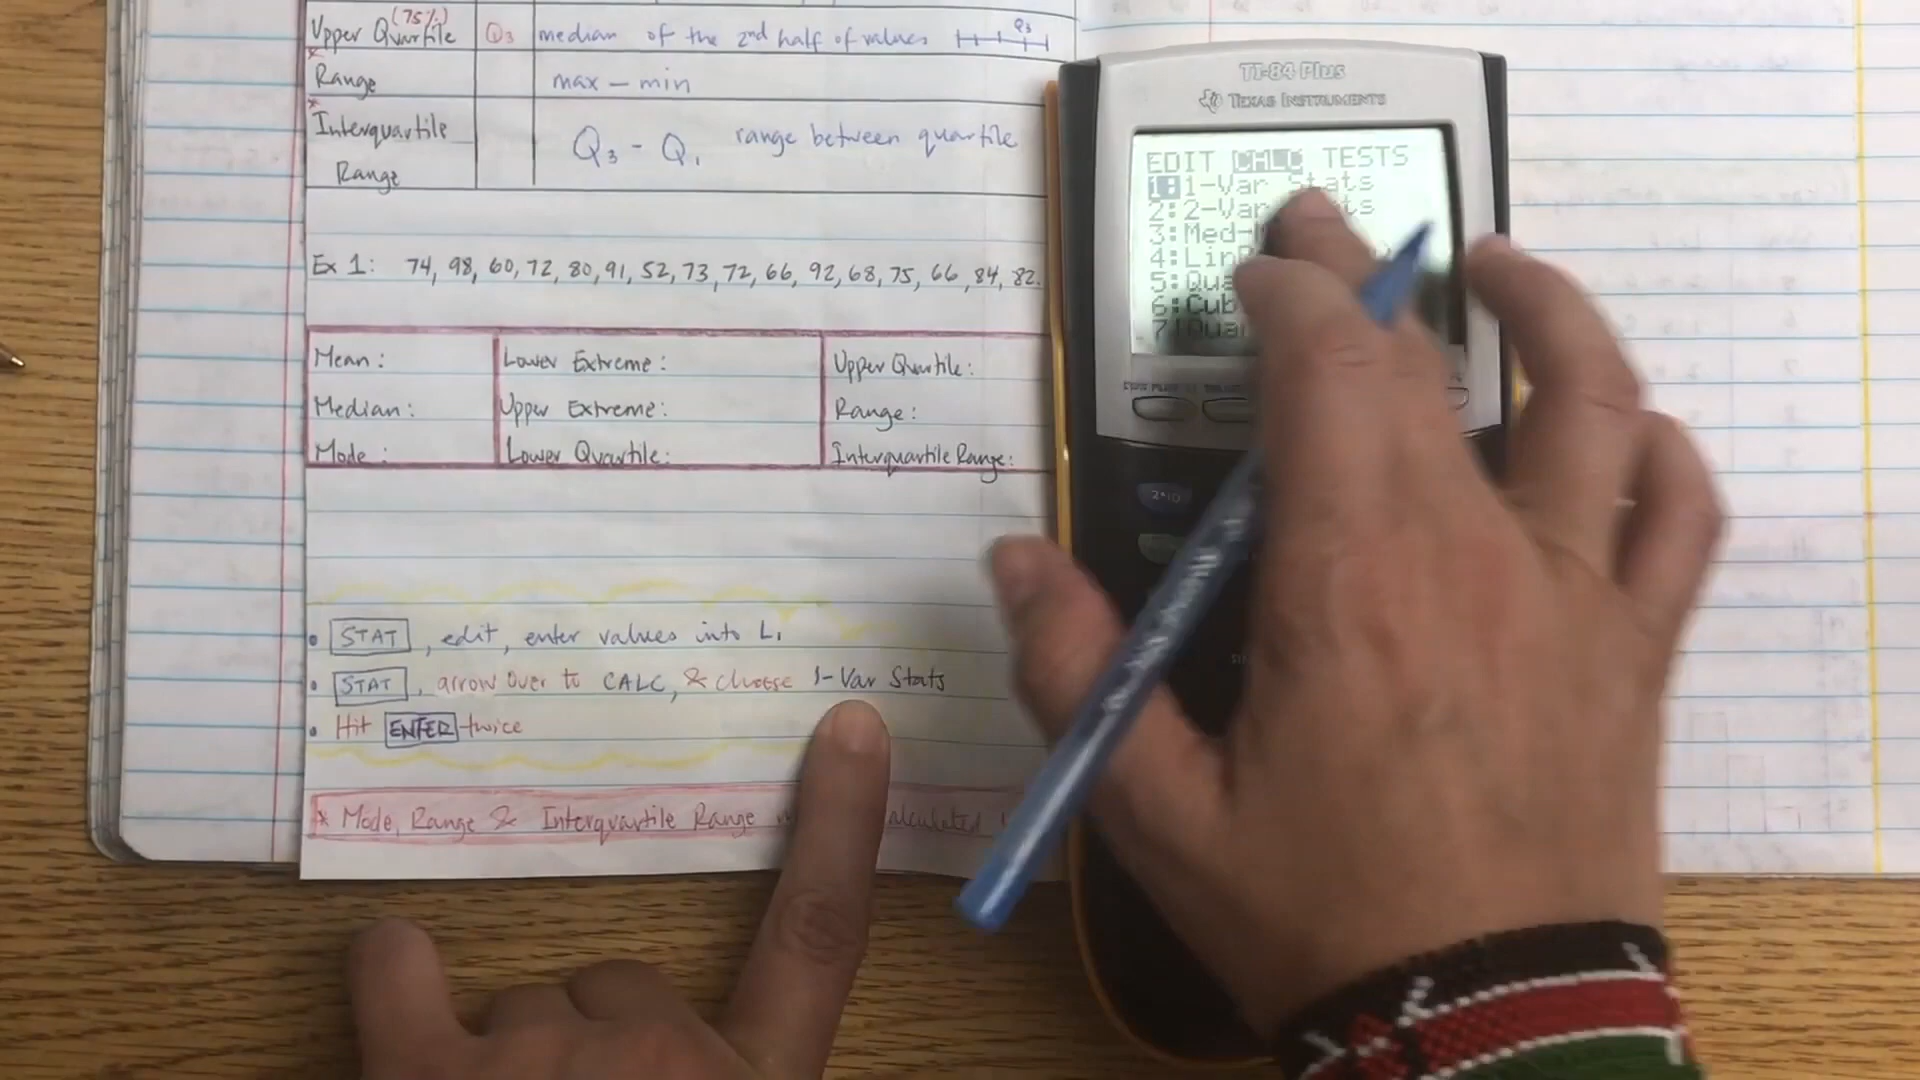 (75%)
Upper Quartile Q3 median of the 2nd half of values Q3
* Range max - min
* Interquartile Range Q3 - Q1 range between quartile
Ex 1: 74, 98, 60, 72, 80, 91, 52, 73, 72, 66, 92, 68, 75, 66, 84, 82.
Mean: Lower Extreme: Upper Quartile:
Median: Upper Extreme: Range:
Mode: Lower Quartile: Interquartile Range:
• STAT, edit, enter values into L1
• STAT, arrow over to CALC, & choose 1-Var Stats
• Hit ENTER twice
* Mode, Range & Interquartile Range
TI-84 Plus
TEXAS INSTRUMENTS
EDIT CALC TESTS
1:1-Var Stats
2:2-Var
3:Med-
4:Lin
5:Qua
6:Cub
7:Quar
2ND